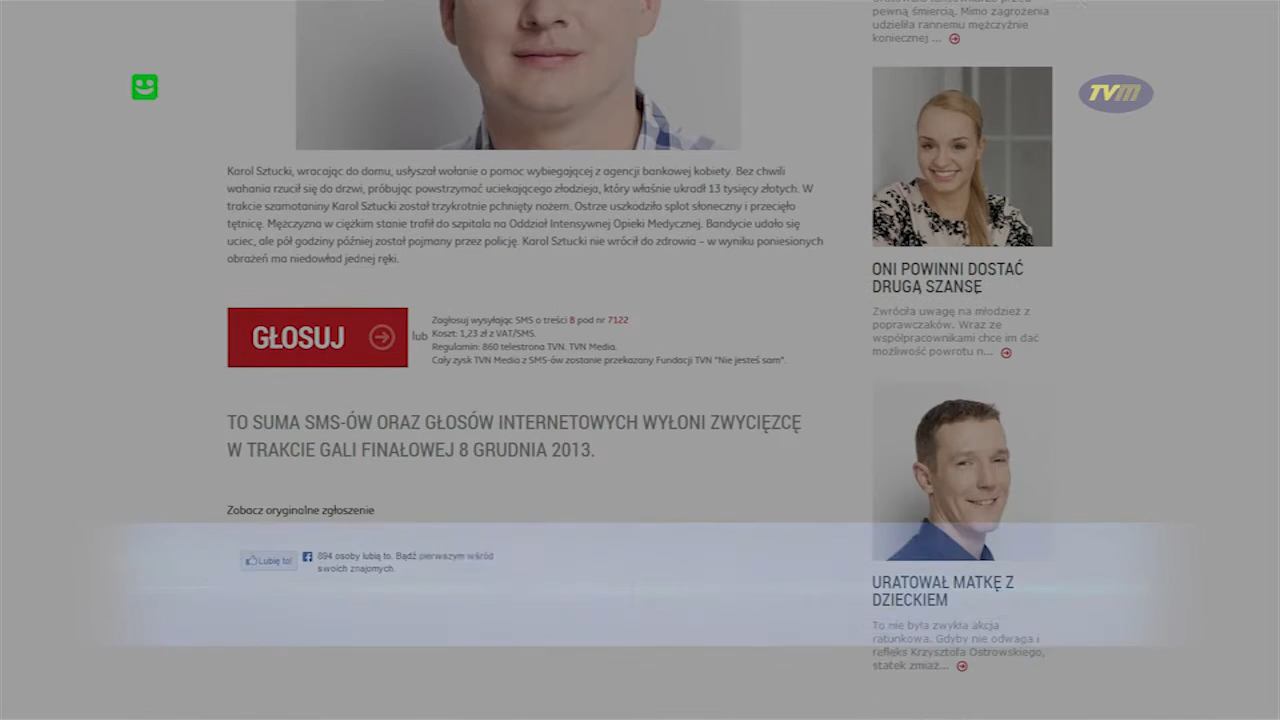 pewną śmiercią. Mimo zagrożenia
udzieliła rannemu mężczyźnie
koniecznej ...
TVM
Karol Sztucki, wracając do domu, usłyszał wołanie o pomoc wybiegającej z agencji bankowej kobiety. Bez chwili
wahania rzucił się do drzwi, próbując powstrzymać uciekającego złodzieja, który właśnie ukradł 13 tysięcy złotych. W
trakcie szamotaniny Karol Sztucki został trzykrotnie pchnięty nożem. Ostrze uszkodziło splot słoneczny i przecięło
tętnicę. Mężczyzna w ciężkim stanie trafił do szpitala na Oddział Intensywnej Opieki Medycznej. Bandycie udało się
uciec, ale pół godziny później został pojmany przez policję. Karol Sztucki nie wrócił do zdrowia – w wyniku poniesionych
obrażeń ma niedowład jednej ręki.
GŁOSUJ
lub
Zagłosuj wysyłając SMS o treści 8 pod nr 7122
Koszt: 1,23 zł z VAT/SMS.
Regulamin: 860 telestrona TVN. TVN Media.
Cały zysk TVN Media z SMS-ów zostanie przekazany Fundacji TVN "Nie jesteś sam".
TO SUMA SMS-ÓW ORAZ GŁOSÓW INTERNETOWYCH WYŁONI ZWYCIĘZCĘ
W TRAKCIE GALI FINAŁOWEJ 8 GRUDNIA 2013.
Zobacz oryginalne zgłoszenie
Lubię to!
894 osoby lubią to. Bądź pierwszym wśród
swoich znajomych.
ONI POWINNI DOSTAĆ
DRUGĄ SZANSĘ
Zwróciła uwagę na młodzież z
poprawczaków. Wraz ze
współpracownikami chce im dać
możliwość powrotu n...
URATOWAŁ MATKĘ Z
DZIECKIEM
To nie była zwykła akcja
ratunkowa. Gdyby nie odwaga i
refleks Krzysztofa Ostrowskiego,
statek zmiaż...